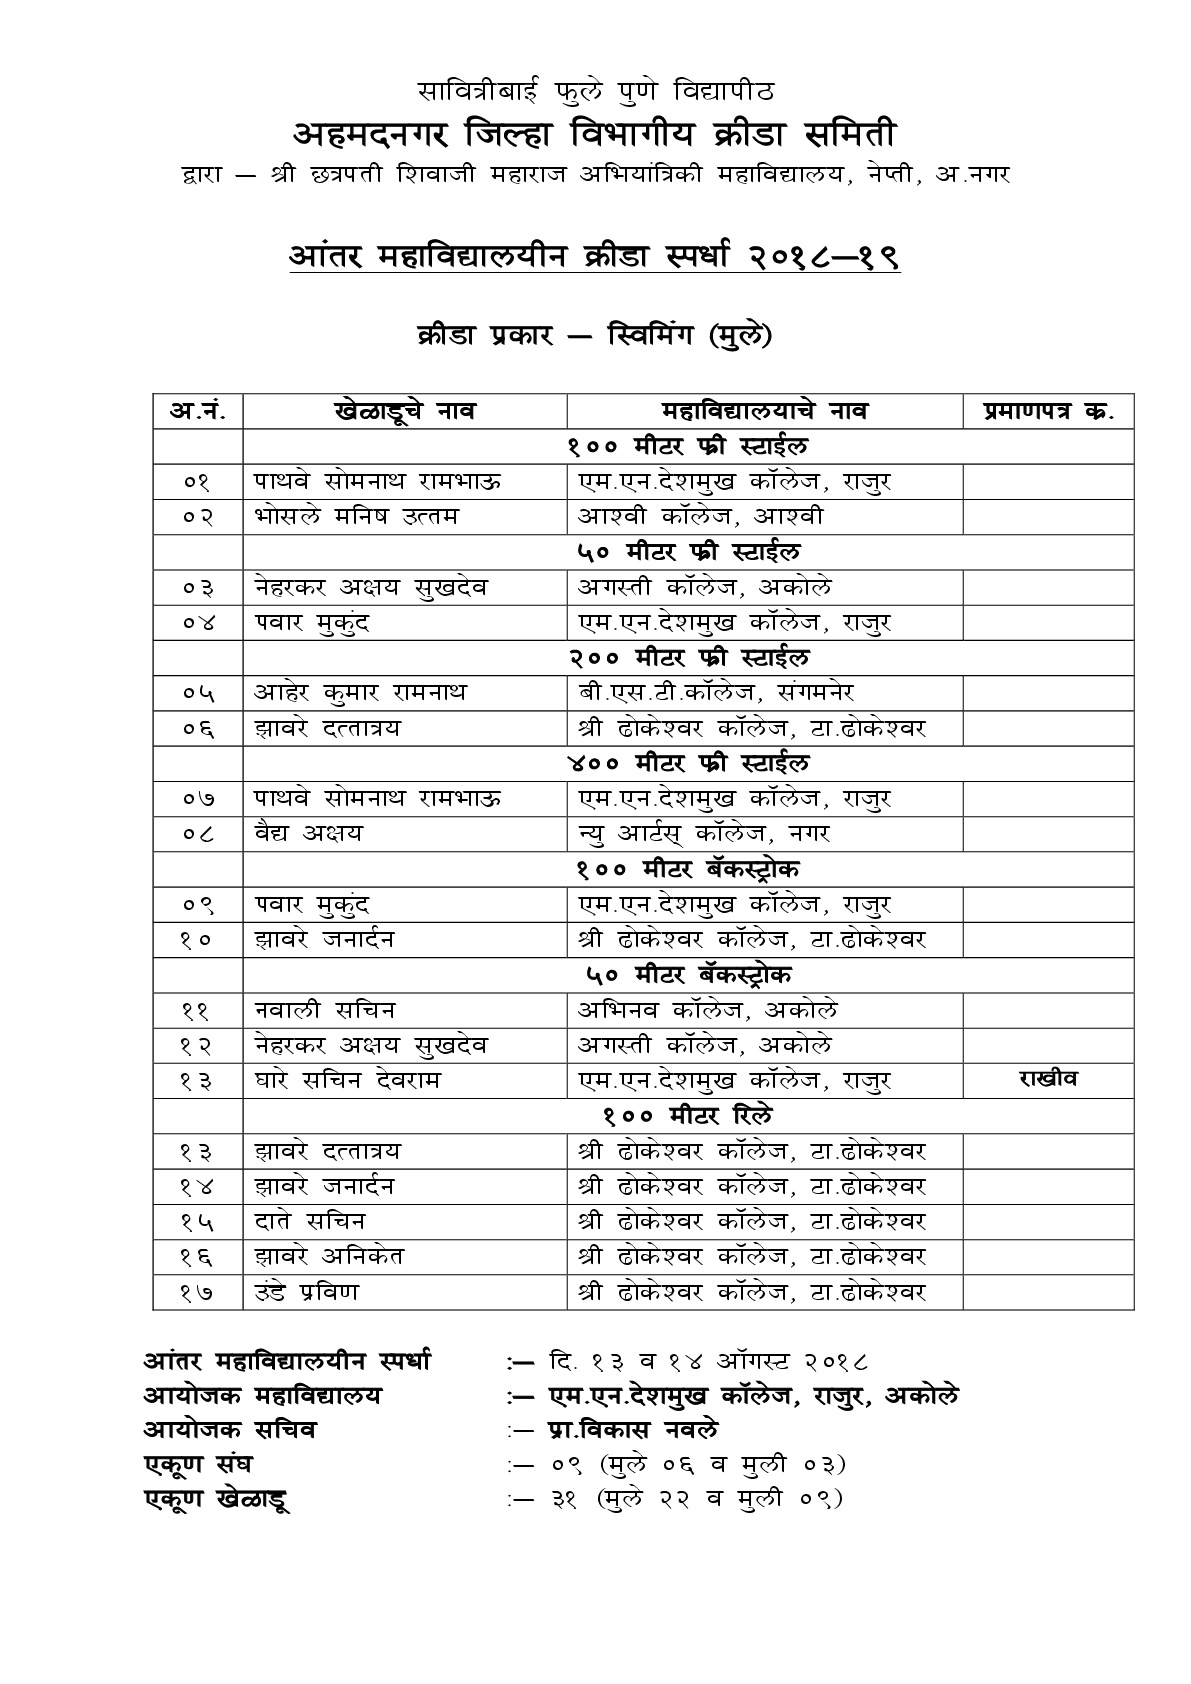 सावित्रीबाई फुले पुणे विद्यापीठ
अहमदनगर जिल्हा विभागीय क्रीडा समिती
द्वारा — श्री छत्रपती शिवाजी महाराज अभियांत्रिकी महाविद्यालय, नेप्ती, अ.नगर
आंतर महाविद्यालयीन क्रीडा स्पर्धा २०१८—१९
क्रीडा प्रकार — स्विमिंग (मुले)
अ.नं. खेळाडूचे नाव महाविद्यालयाचे नाव प्रमाणपत्र क्र.
१०० मीटर फ्री स्टाईल
०१ पाथवे सोमनाथ रामभाऊ एम.एन.देशमुख कॉलेज, राजुर
०२ भोसले मनिष उत्तम आश्वी कॉलेज, आश्वी
५० मीटर फ्री स्टाईल
०३ नेहरकर अक्षय सुखदेव अगस्ती कॉलेज, अकोले
०४ पवार मुकुंद एम.एन.देशमुख कॉलेज, राजुर
२०० मीटर फ्री स्टाईल
०५ आहेर कुमार रामनाथ बी.एस.टी.कॉलेज, संगमनेर
०६ झावरे दत्तात्रय श्री ढोकेश्वर कॉलेज, टा.ढोकेश्वर
४०० मीटर फ्री स्टाईल
०७ पाथवे सोमनाथ रामभाऊ एम.एन.देशमुख कॉलेज, राजुर
०८ वैद्य अक्षय न्यु आर्टस् कॉलेज, नगर
१०० मीटर बॅकस्ट्रोक
०९ पवार मुकुंद एम.एन.देशमुख कॉलेज, राजुर
१० झावरे जनार्दन श्री ढोकेश्वर कॉलेज, टा.ढोकेश्वर
५० मीटर बॅकस्ट्रोक
११ नवाली सचिन अभिनव कॉलेज, अकोले
१२ नेहरकर अक्षय सुखदेव अगस्ती कॉलेज, अकोले
१३ घारे सचिन देवराम एम.एन.देशमुख कॉलेज, राजुर राखीव
१०० मीटर रिले
१३ झावरे दत्तात्रय श्री ढोकेश्वर कॉलेज, टा.ढोकेश्वर
१४ झावरे जनार्दन श्री ढोकेश्वर कॉलेज, टा.ढोकेश्वर
१५ दाते सचिन श्री ढोकेश्वर कॉलेज, टा.ढोकेश्वर
१६ झावरे अनिकेत श्री ढोकेश्वर कॉलेज, टा.ढोकेश्वर
१७ उंडे प्रविण श्री ढोकेश्वर कॉलेज, टा.ढोकेश्वर
आंतर महाविद्यालयीन स्पर्धा :— दि. १३ व १४ ऑगस्ट २०१८
आयोजक महाविद्यालय :— एम.एन.देशमुख कॉलेज, राजुर, अकोले
आयोजक सचिव :— प्रा.विकास नवले
एकूण संघ :— ०९ (मुले ०६ व मुली ०३)
एकूण खेळाडू :— ३१ (मुले २२ व मुली ०९)